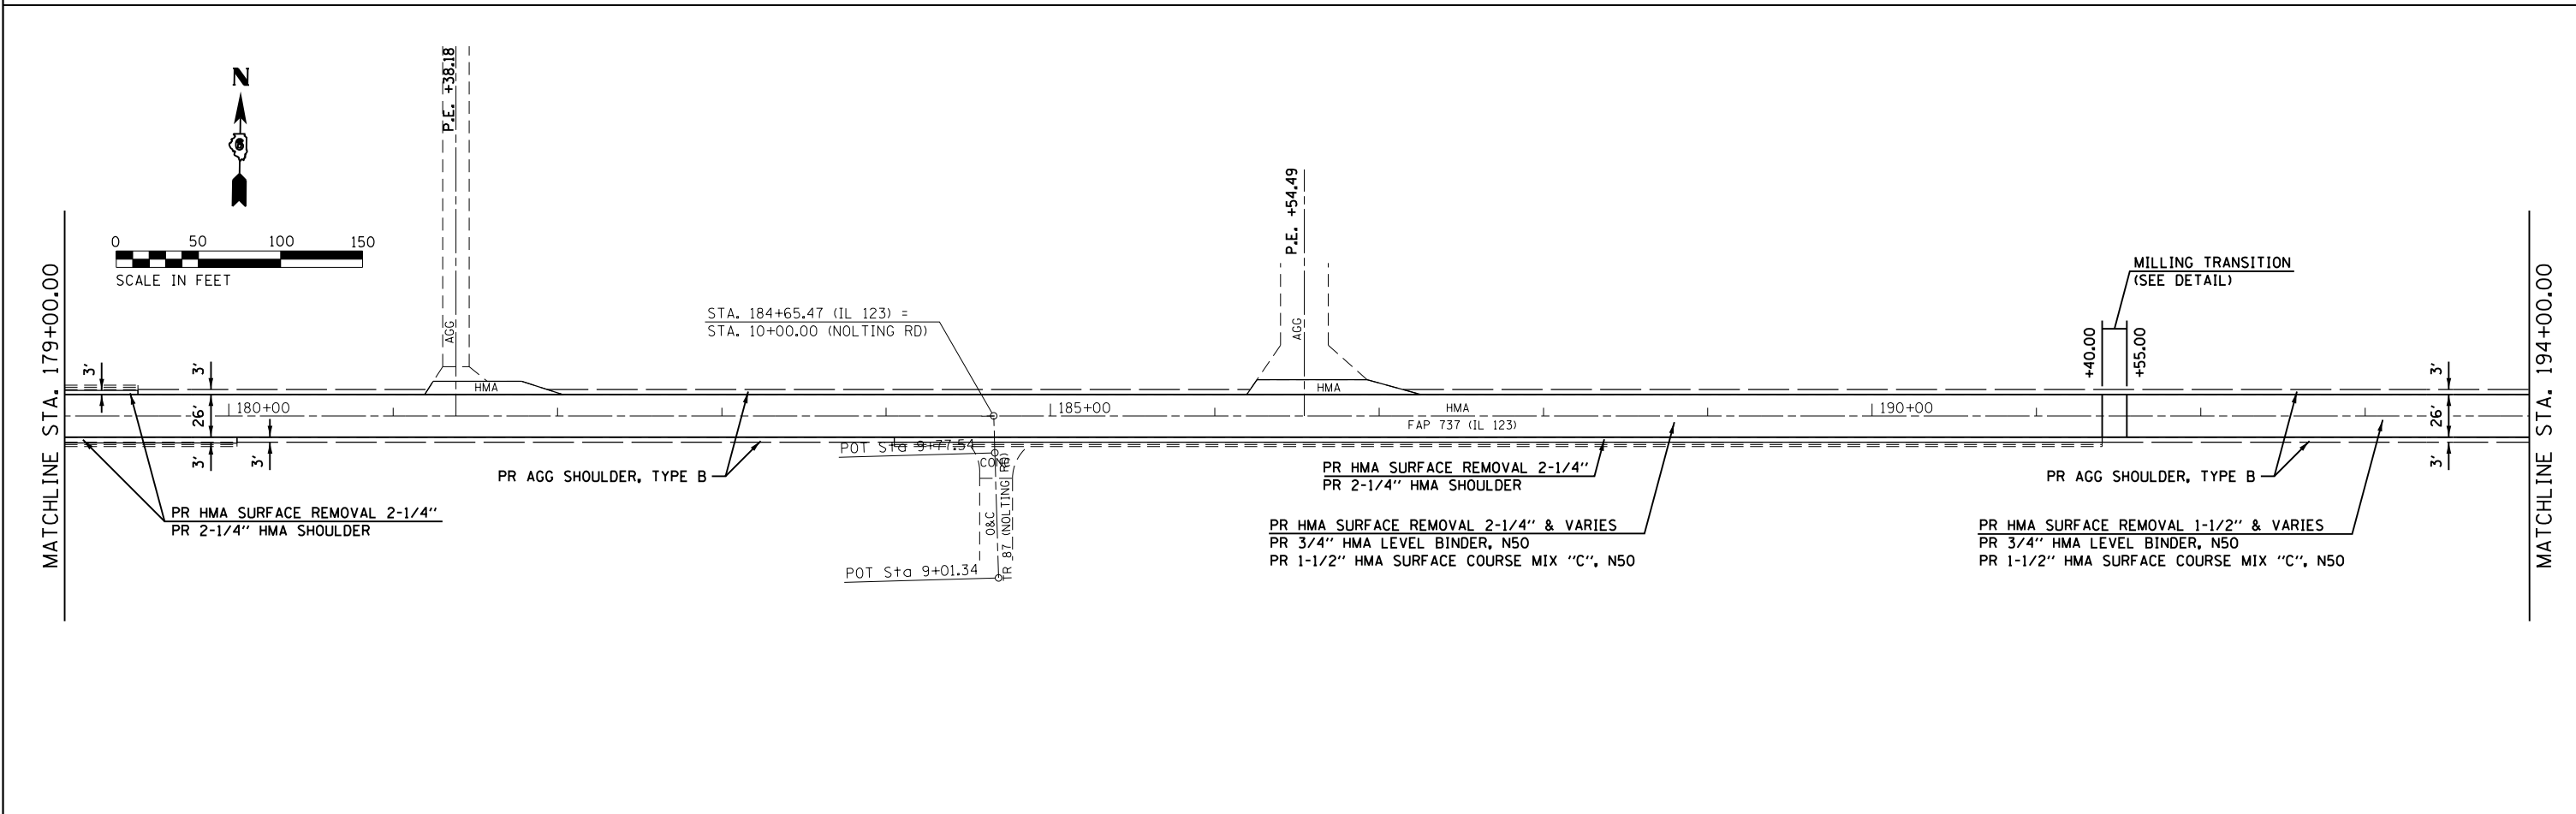 N
6
0 50 100 150
SCALE IN FEET
MATCHLINE STA. 179+00.00
P.E. +38.18
AGG
HMA
3'
3'
26'
3'
3'
180+00
STA. 184+65.47 (IL 123) =
STA. 10+00.00 (NOLTING RD)
P.E. +54.49
AGG
HMA
185+00
HMA
FAP 737 (IL 123)
190+00
MILLING TRANSITION
(SEE DETAIL)
+40.00
+55.00
3'
26'
3'
MATCHLINE STA. 194+00.00
POT Sta 9+77.54
CONC
O&C
TR 87 (NOLTING RD)
POT Sta 9+01.34
PR AGG SHOULDER, TYPE B
PR HMA SURFACE REMOVAL 2-1/4"
PR 2-1/4" HMA SHOULDER
PR HMA SURFACE REMOVAL 2-1/4"
PR 2-1/4" HMA SHOULDER
PR HMA SURFACE REMOVAL 2-1/4" & VARIES
PR 3/4" HMA LEVEL BINDER, N50
PR 1-1/2" HMA SURFACE COURSE MIX "C", N50
PR AGG SHOULDER, TYPE B
PR HMA SURFACE REMOVAL 1-1/2" & VARIES
PR 3/4" HMA LEVEL BINDER, N50
PR 1-1/2" HMA SURFACE COURSE MIX "C", N50